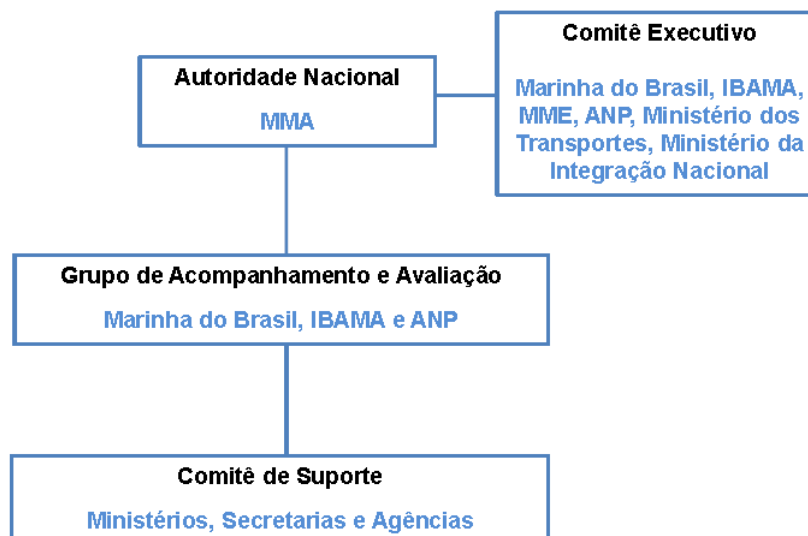 Comitê Executivo
Marinha do Brasil, IBAMA,
MME, ANP, Ministério dos
Transportes, Ministério da
Integração Nacional
Autoridade Nacional
MMA
Grupo de Acompanhamento e Avaliação
Marinha do Brasil, IBAMA e ANP
Comitê de Suporte
Ministérios, Secretarias e Agências